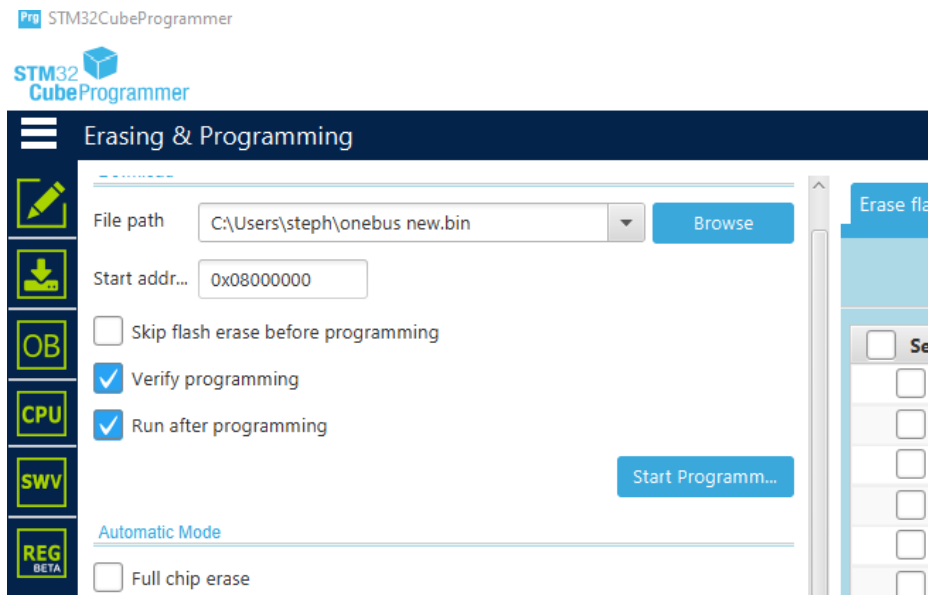 Prg STM32CubeProgrammer
STM32
CubeProgrammer
Erasing & Programming
File path
C:\Users\steph\onebus new.bin
Browse
Erase fla
Start addr...
0x08000000
Skip flash erase before programming
OB
Se
Verify programming
CPU
Run after programming
SWV
Start Programm...
Automatic Mode
REG
BETA
Full chip erase